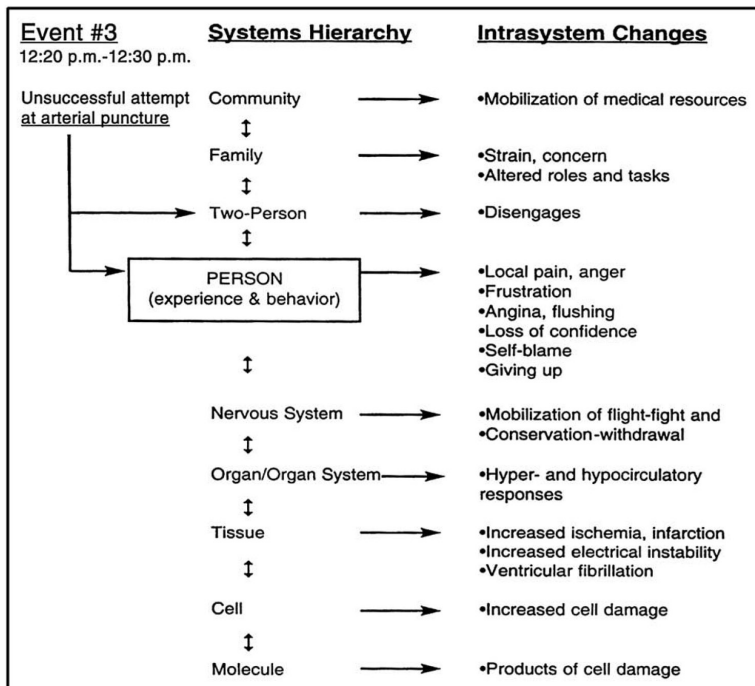 Event #3
12:20 p.m.-12:30 p.m.
Unsuccessful attempt
at arterial puncture
Systems Hierarchy
Community
Family
Two-Person
PERSON
(experience & behavior)
Nervous System
Organ/Organ System
Tissue
Cell
Molecule
Intrasystem Changes
•Mobilization of medical resources
•Strain, concern
•Altered roles and tasks
•Disengages
•Local pain, anger
•Frustration
•Angina, flushing
•Loss of confidence
•Self-blame
•Giving up
•Mobilization of flight-fight and
•Conservation-withdrawal
•Hyper- and hypocirculatory
responses
•Increased ischemia, infarction
•Increased electrical instability
•Ventricular fibrillation
•Increased cell damage
•Products of cell damage